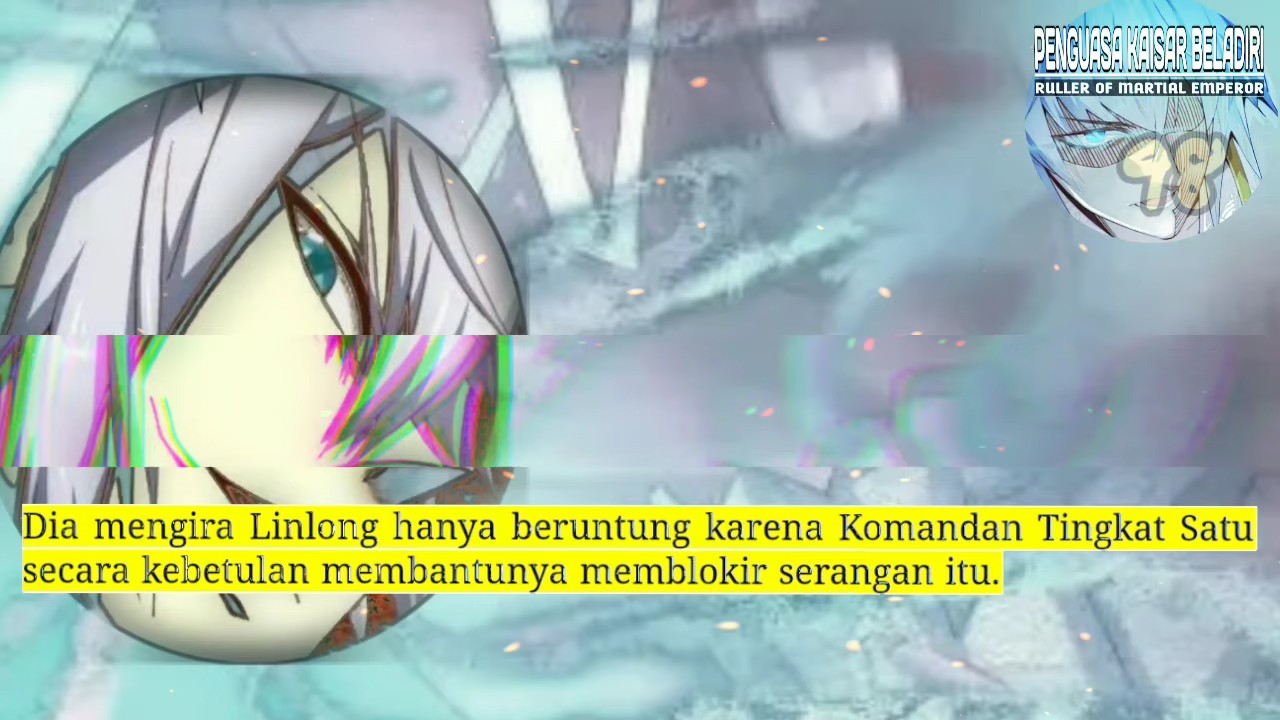 PENGUASA KAISAR BELADIRI
RULLER OF MARTIAL EMPEROR
98
Dia mengira Linlong hanya beruntung karena Komandan Tingkat Satu
secara kebetulan membantunya memblokir serangan itu.